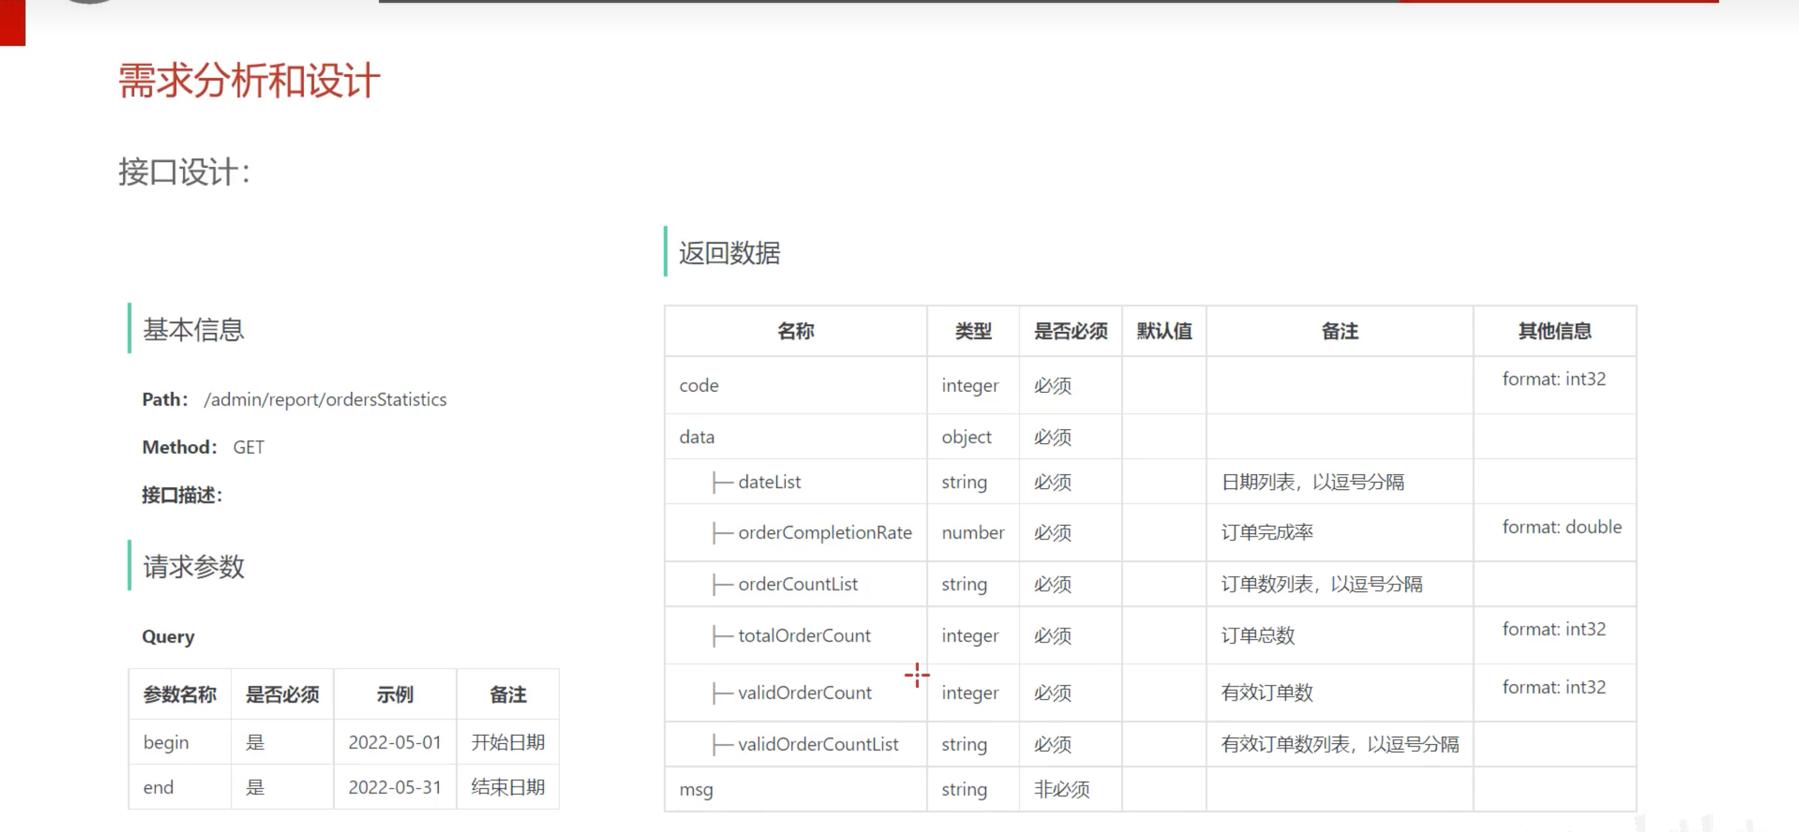 需求分析和设计
接口设计：
基本信息
Path： /admin/report/ordersStatistics
Method： GET
接口描述：
请求参数
Query
参数名称 是否必须 示例 备注
begin 是 2022-05-01 开始日期
end 是 2022-05-31 结束日期
返回数据
名称 类型 是否必须 默认值 备注 其他信息
code integer 必须 format: int32
data object 必须
├─ dateList string 必须 日期列表，以逗号分隔
├─ orderCompletionRate number 必须 订单完成率 format: double
├─ orderCountList string 必须 订单数列表，以逗号分隔
├─ totalOrderCount integer 必须 订单总数 format: int32
├─ validOrderCount integer 必须 有效订单数 format: int32
├─ validOrderCountList string 必须 有效订单数列表，以逗号分隔
msg string 非必须